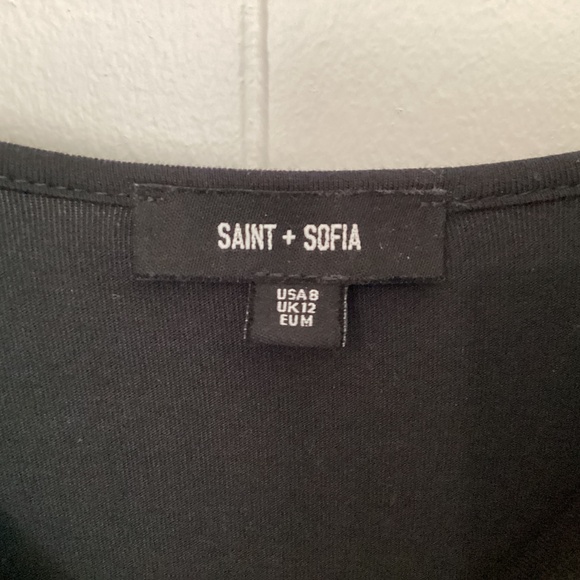 SAINT + SOFIA
USA 8
UK 12
EU M